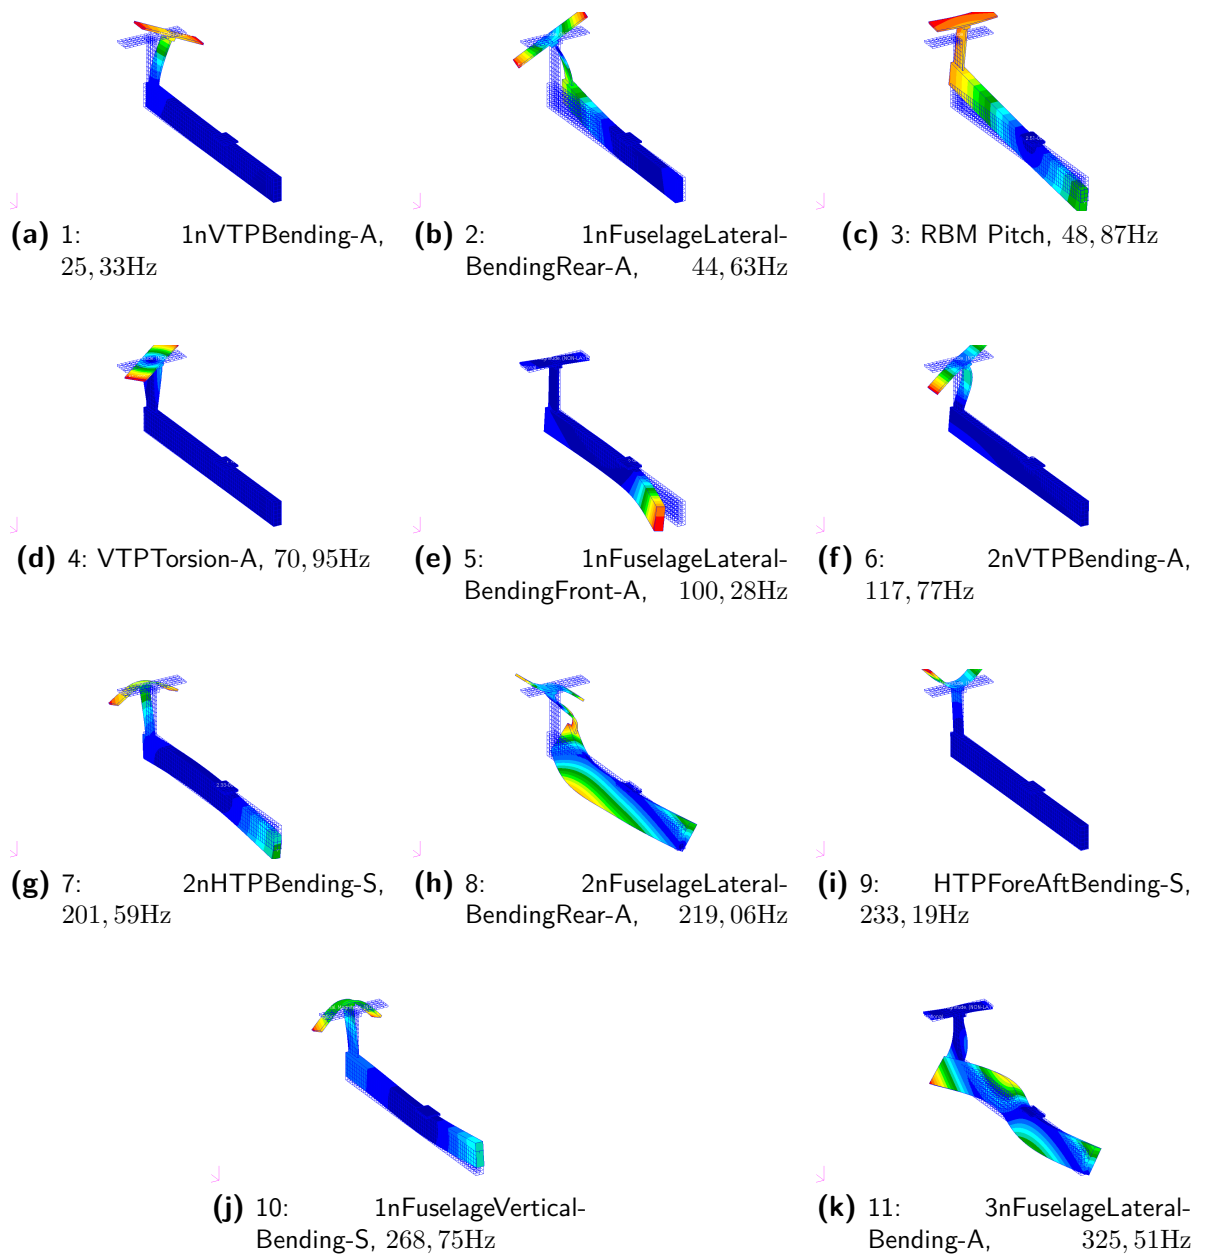 (a) 1: 1nVTPBending-A,
25, 33Hz
(b) 2: 1nFuselageLateral-
BendingRear-A, 44, 63Hz
(c) 3: RBM Pitch, 48, 87Hz
(d) 4: VTPTorsion-A, 70, 95Hz
(e) 5: 1nFuselageLateral-
BendingFront-A, 100, 28Hz
(f) 6: 2nVTPBending-A,
117, 77Hz
(g) 7: 2nHTPBending-S,
201, 59Hz
(h) 8: 2nFuselageLateral-
BendingRear-A, 219, 06Hz
(i) 9: HTPForeAftBending-S,
233, 19Hz
(j) 10: 1nFuselageVertical-
Bending-S, 268, 75Hz
(k) 11: 3nFuselageLateral-
Bending-A, 325, 51Hz